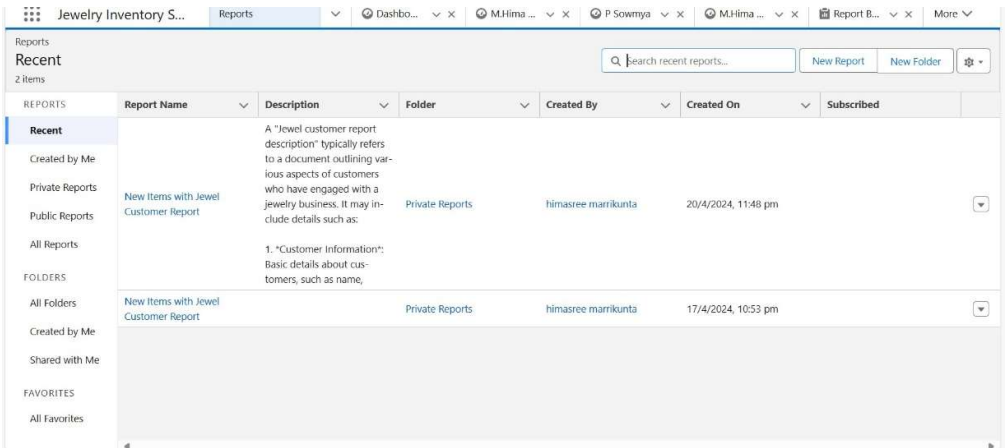 Jewelry Inventory S...
Reports
Dashbo...
M.Hima ...
P Sowmya
M.Hima ...
Report B...
More
Reports
Recent
2 items
Search recent reports...
New Report
New Folder
REPORTS
Recent
Created by Me
Private Reports
Public Reports
All Reports
FOLDERS
All Folders
Created by Me
Shared with Me
FAVORITES
All Favorites
Report Name
Description
Folder
Created By
Created On
Subscribed
New Items with Jewel
Customer Report
A "Jewel customer report
description" typically refers
to a document outlining var-
ious aspects of customers
who have engaged with a
jewelry business. It may in-
clude details such as:
1. *Customer Information*:
Basic details about cus-
tomers, such as name,
Private Reports
himasree marrikunta
20/4/2024, 11:48 pm
New Items with Jewel
Customer Report
Private Reports
himasree marrikunta
17/4/2024, 10:53 pm